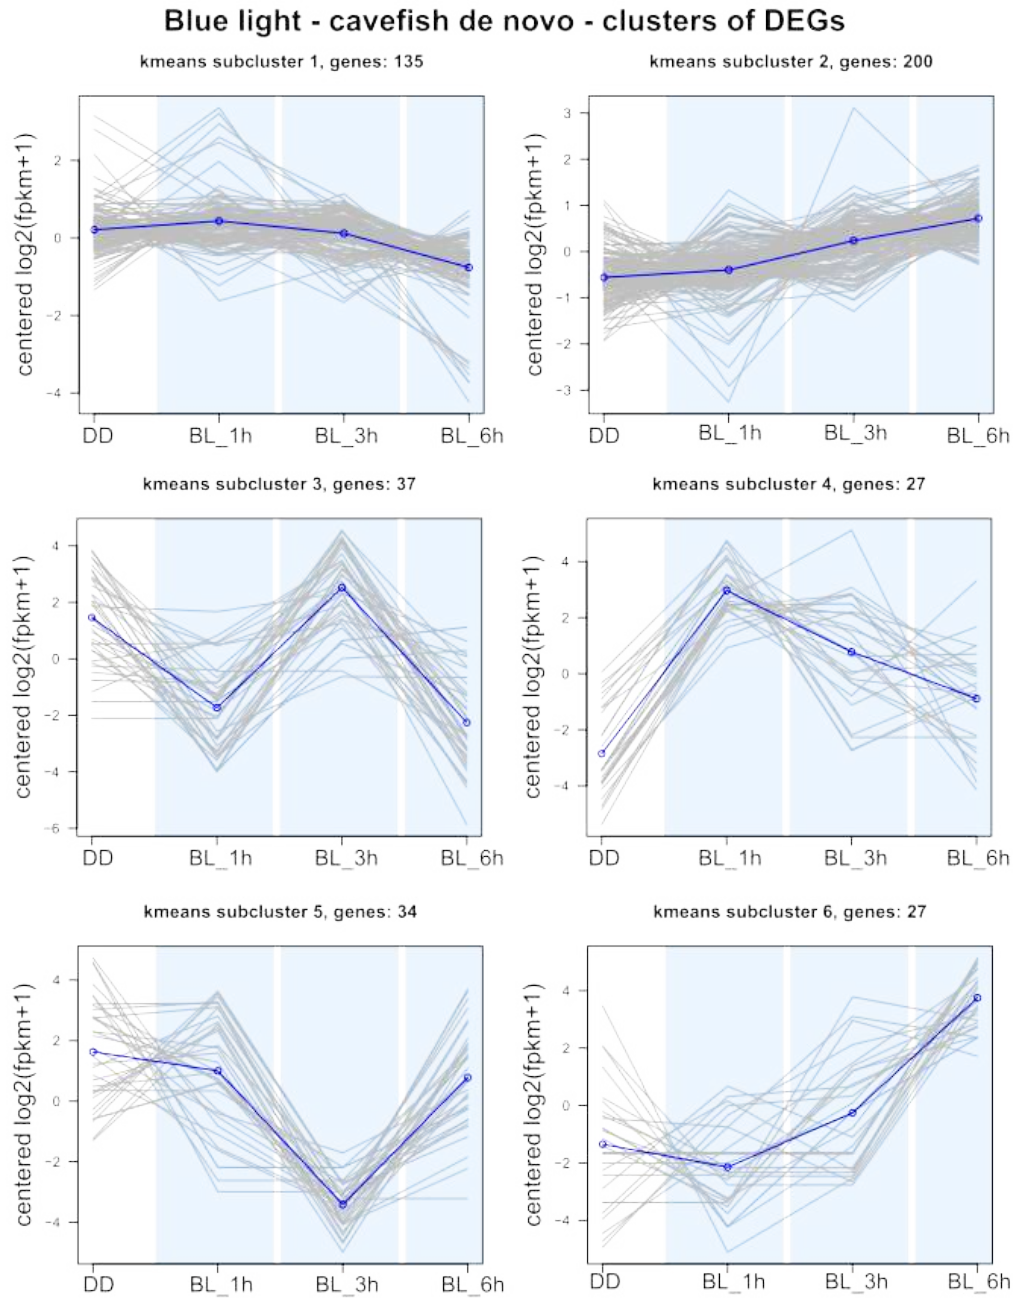 Blue light - cavefish de novo - clusters of DEGs
kmeans subcluster 1, genes: 135
centered log2(fpkm+1)
2
0
−2
−4
DD BL_1h BL_3h BL_6h
kmeans subcluster 2, genes: 200
centered log2(fpkm+1)
3
2
1
0
−1
−2
−3
DD BL_1h BL_3h BL_6h
kmeans subcluster 3, genes: 37
centered log2(fpkm+1)
4
2
0
−2
−4
−6
DD BL_1h BL_3h BL_6h
kmeans subcluster 4, genes: 27
centered log2(fpkm+1)
4
2
0
−2
−4
DD BL_1h BL_3h BL_6h
kmeans subcluster 5, genes: 34
centered log2(fpkm+1)
4
2
0
−2
−4
DD BL_1h BL_3h BL_6h
kmeans subcluster 6, genes: 27
centered log2(fpkm+1)
4
2
0
−2
−4
DD BL_1h BL_3h BL_6h